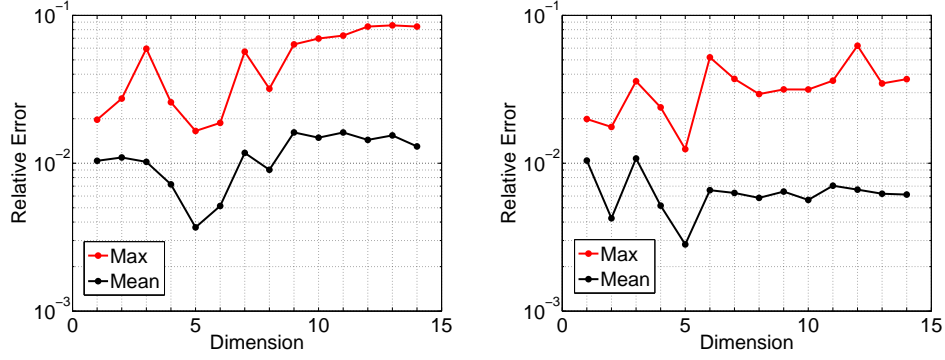 10^-1
10^-2
10^-3
Relative Error
Max
Mean
0 5 10 15
Dimension
10^-1
10^-2
10^-3
Relative Error
Max
Mean
0 5 10 15
Dimension